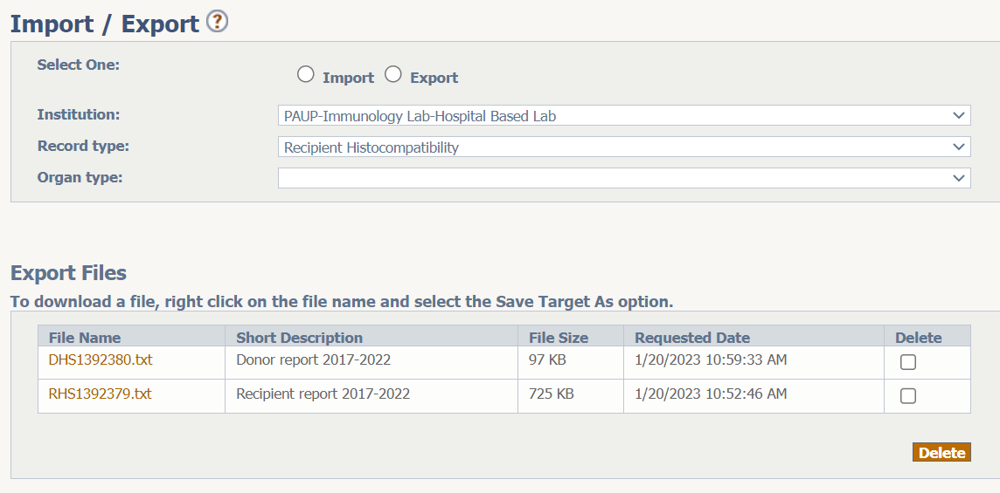 Import / Export ?
Select One:
Import Export
Institution: PAUP-Immunology Lab-Hospital Based Lab
Record type: Recipient Histocompatibility
Organ type:
Export Files
To download a file, right click on the file name and select the Save Target As option.
File Name Short Description File Size Requested Date Delete
DHS1392380.txt Donor report 2017-2022 97 KB 1/20/2023 10:59:33 AM
RHS1392379.txt Recipient report 2017-2022 725 KB 1/20/2023 10:52:46 AM
Delete